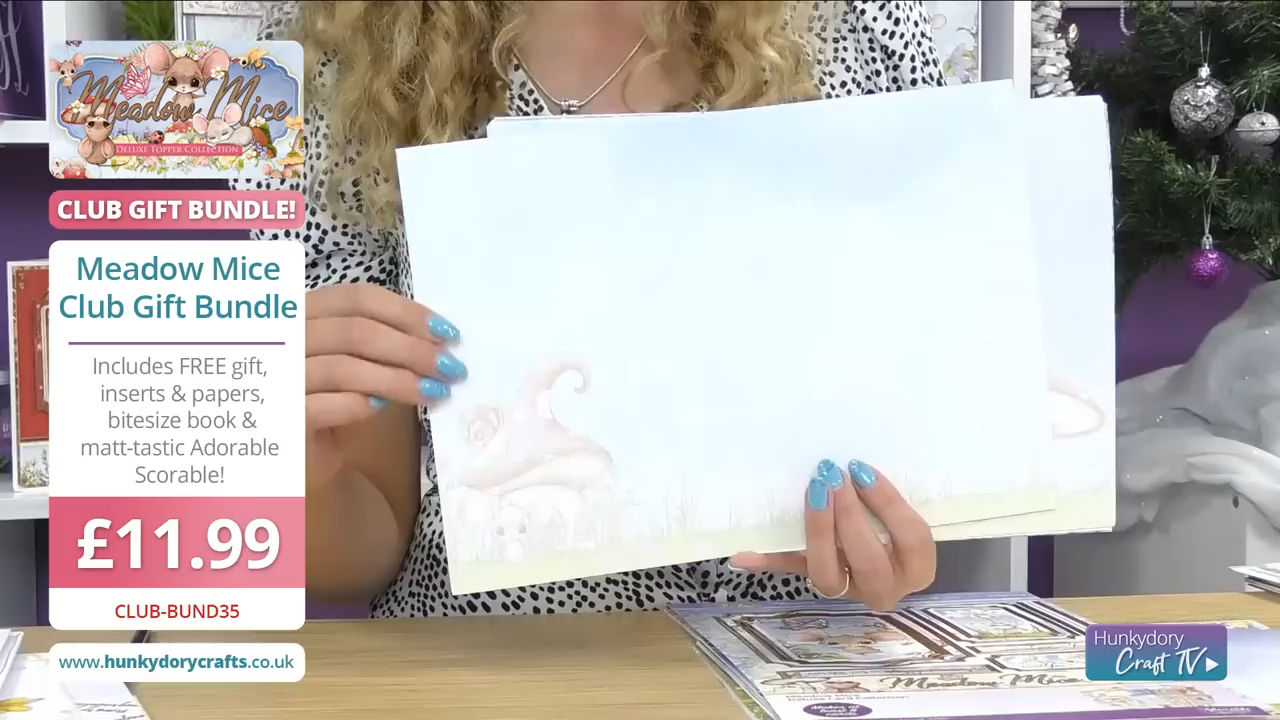 Meadow Mice
DELUXE TOPPER COLLECTION
CLUB GIFT BUNDLE!
Meadow Mice
Club Gift Bundle
Includes FREE gift,
inserts & papers,
bitesize book &
matt-tastic Adorable
Scorable!
£11.99
CLUB-BUND35
www.hunkydorycrafts.co.uk
Meadow Mice
Hunkydory
Craft TV